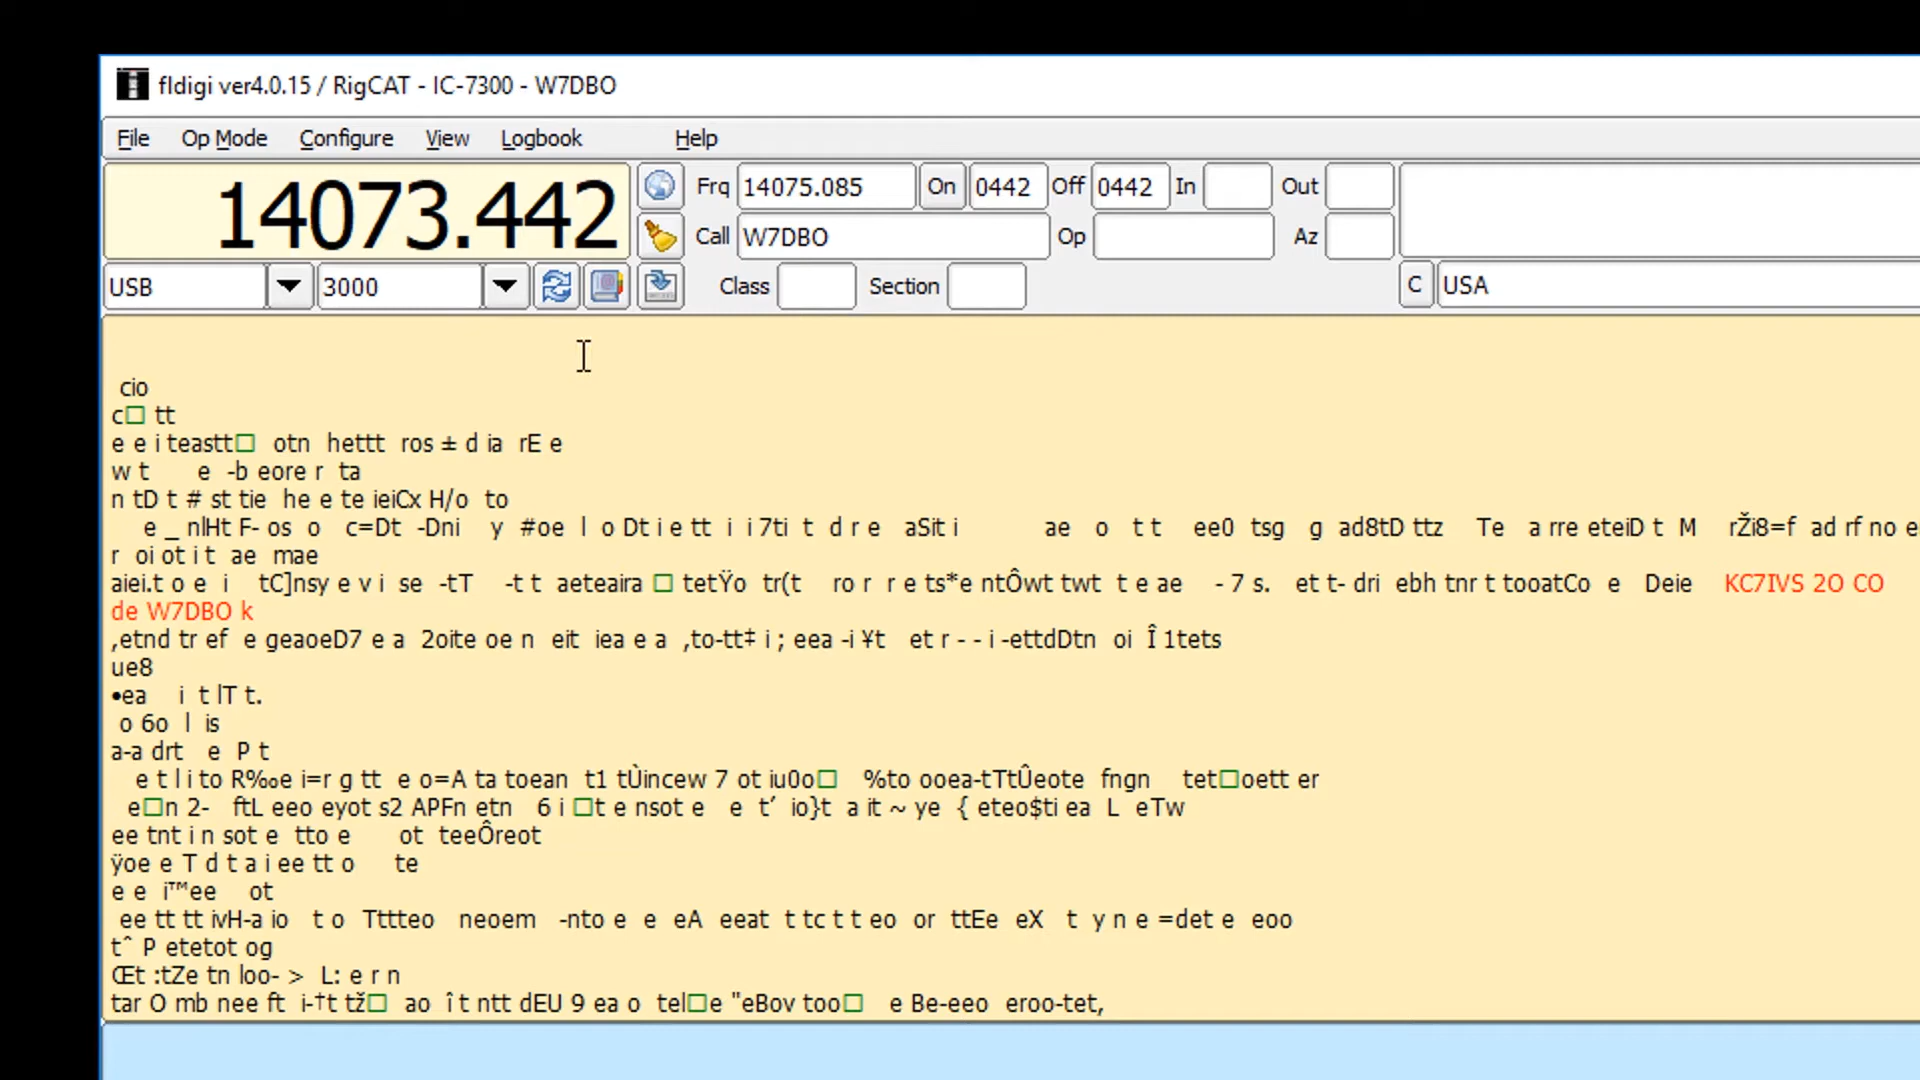 fldigi ver4.0.15 / RigCAT - IC-7300 - W7DBO
File Op Mode Configure View Logbook Help
14073.442
Frq 14075.085 On 0442 Off 0442 In Out
Call W7DBO Op Az
USB 3000 Class Section C USA
cio
c□ tt
e e i teastt□ otn hettt ros ± d ia rE e
w t e -b eore r ta
n tD t # st tie he e te ieiCx H/o to
e _ nlHt F- os o c=Dt -Dni y #oe l o Dt i e tt i i 7ti t d r e aSit i ae o t t ee0 tsg g ad8tD ttz Te a rre eteiD t M rŽi8=f ad rf no e
r oi ot i t ae mae
aiei.t o e i tC]nsy e v i se -tT -t t aeteaira □ tetŸo tr(t ro r r e ts*e ntÔwt twt t e ae - 7 s. et t- dri ebh tnr t tooatCo e Deie KC7IVS 2O CO
de W7DBO k
,etnd tr ef e geaoeD7 e a 2oite oe n eit iea e a ,to-tt‡ i ; eea -i ¥t et r - - i -ettdDtn oi Î 1tets
ue8
•ea i t lT t.
o 6o l is
a-a drt e P t
e t l i to R‰e i=r g tt e o=A ta toean t1 tÙincew 7 ot iu0o□ %to ooea-tTtÛeote fngn tet□oett er
e□n 2- ftL eeo eyot s2 APFn etn 6 i □t e nsot e e t’ io}t a it ~ ye { eteo$ti ea L eTw
ee tnt i n sot e tto e ot teeÔreot
ÿoe e T d t a i ee tt o te
e e i™ee ot
ee tt tt ivH-a io t o Tttteo neoem -nto e e eA eeat t tc t t eo or ttEe eX t y n e =det e eoo
tˆ P etetot og
Œt :tZe tn loo- > L: e r n
tar O mb nee ft i-†t tž□ ao î t ntt dEU 9 ea o tel□e "eBov too□ e Be-eeo eroo-tet,